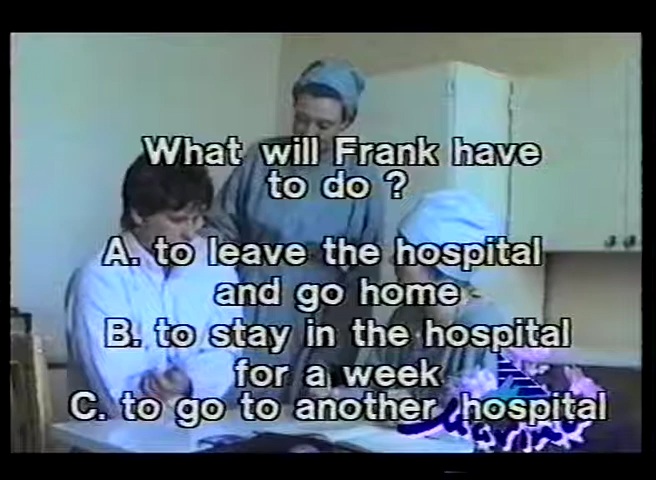 What will Frank have
to do ?
A. to leave the hospital
and go home
B. to stay in the hospital
for a week
C. to go to another hospital